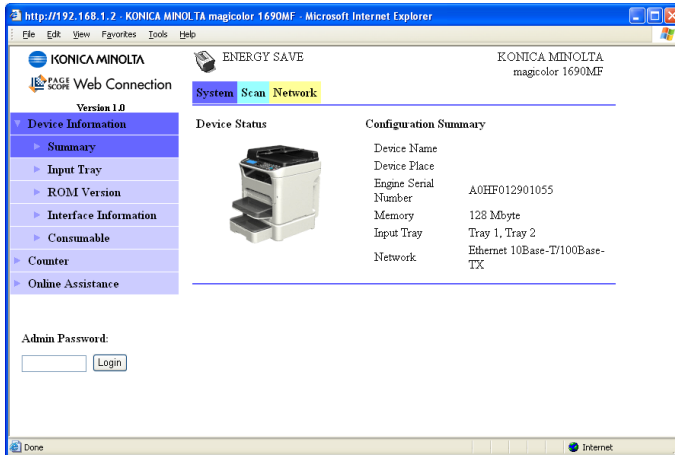 http://192.168.1.2 - KONICA MINOLTA magicolor 1690MF - Microsoft Internet Explorer
File Edit View Favorites Tools Help
KONICA MINOLTA
PAGE SCOPE Web Connection
Version 1.0
ENERGY SAVE
KONICA MINOLTA
magicolor 1690MF
System Scan Network
Device Information
Summary
Input Tray
ROM Version
Interface Information
Consumable
Counter
Online Assistance
Admin Password:
Login
Device Status
Configuration Summary
Device Name
Device Place
Engine Serial Number A0HF012901055
Memory 128 Mbyte
Input Tray Tray 1, Tray 2
Network Ethernet 10Base-T/100Base-
TX
Done
Internet